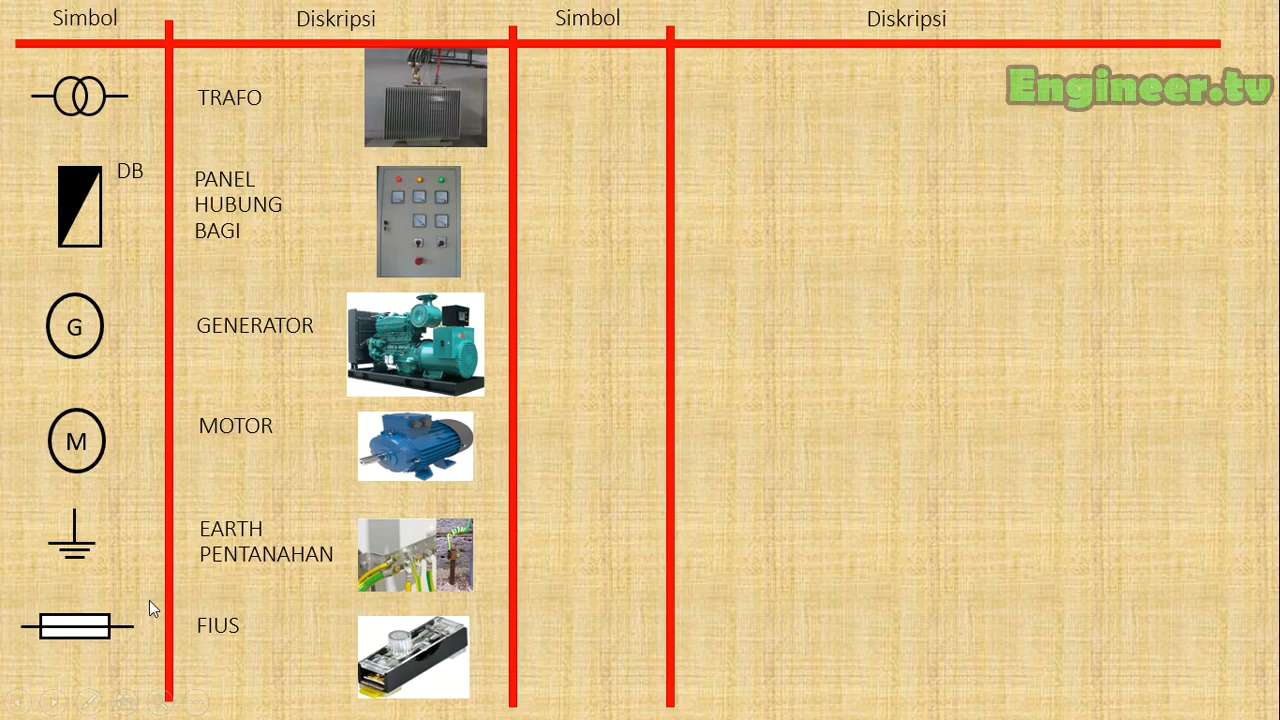 Simbol
Diskripsi
Simbol
Diskripsi
Engineer.tv
TRAFO
DB
PANEL
HUBUNG
BAGI
G
GENERATOR
M
MOTOR
EARTH
PENTANAHAN
FIUS